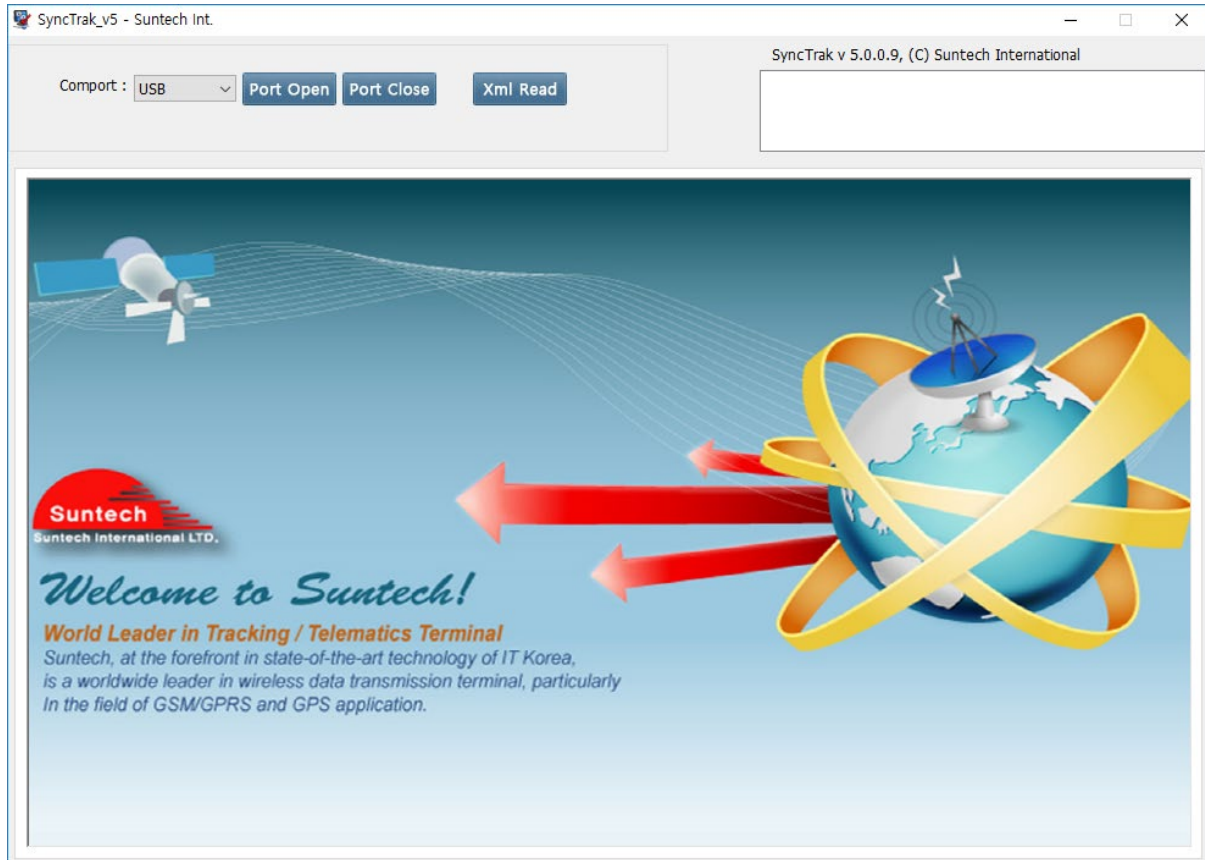 SyncTrak_v5 - Suntech Int.
SyncTrak v 5.0.0.9, (C) Suntech International
Comport : USB Port Open Port Close Xml Read
Suntech
Suntech International LTD.
Welcome to Suntech!
World Leader in Tracking / Telematics Terminal
Suntech, at the forefront in state-of-the-art technology of IT Korea,
is a worldwide leader in wireless data transmission terminal, particularly
In the field of GSM/GPRS and GPS application.